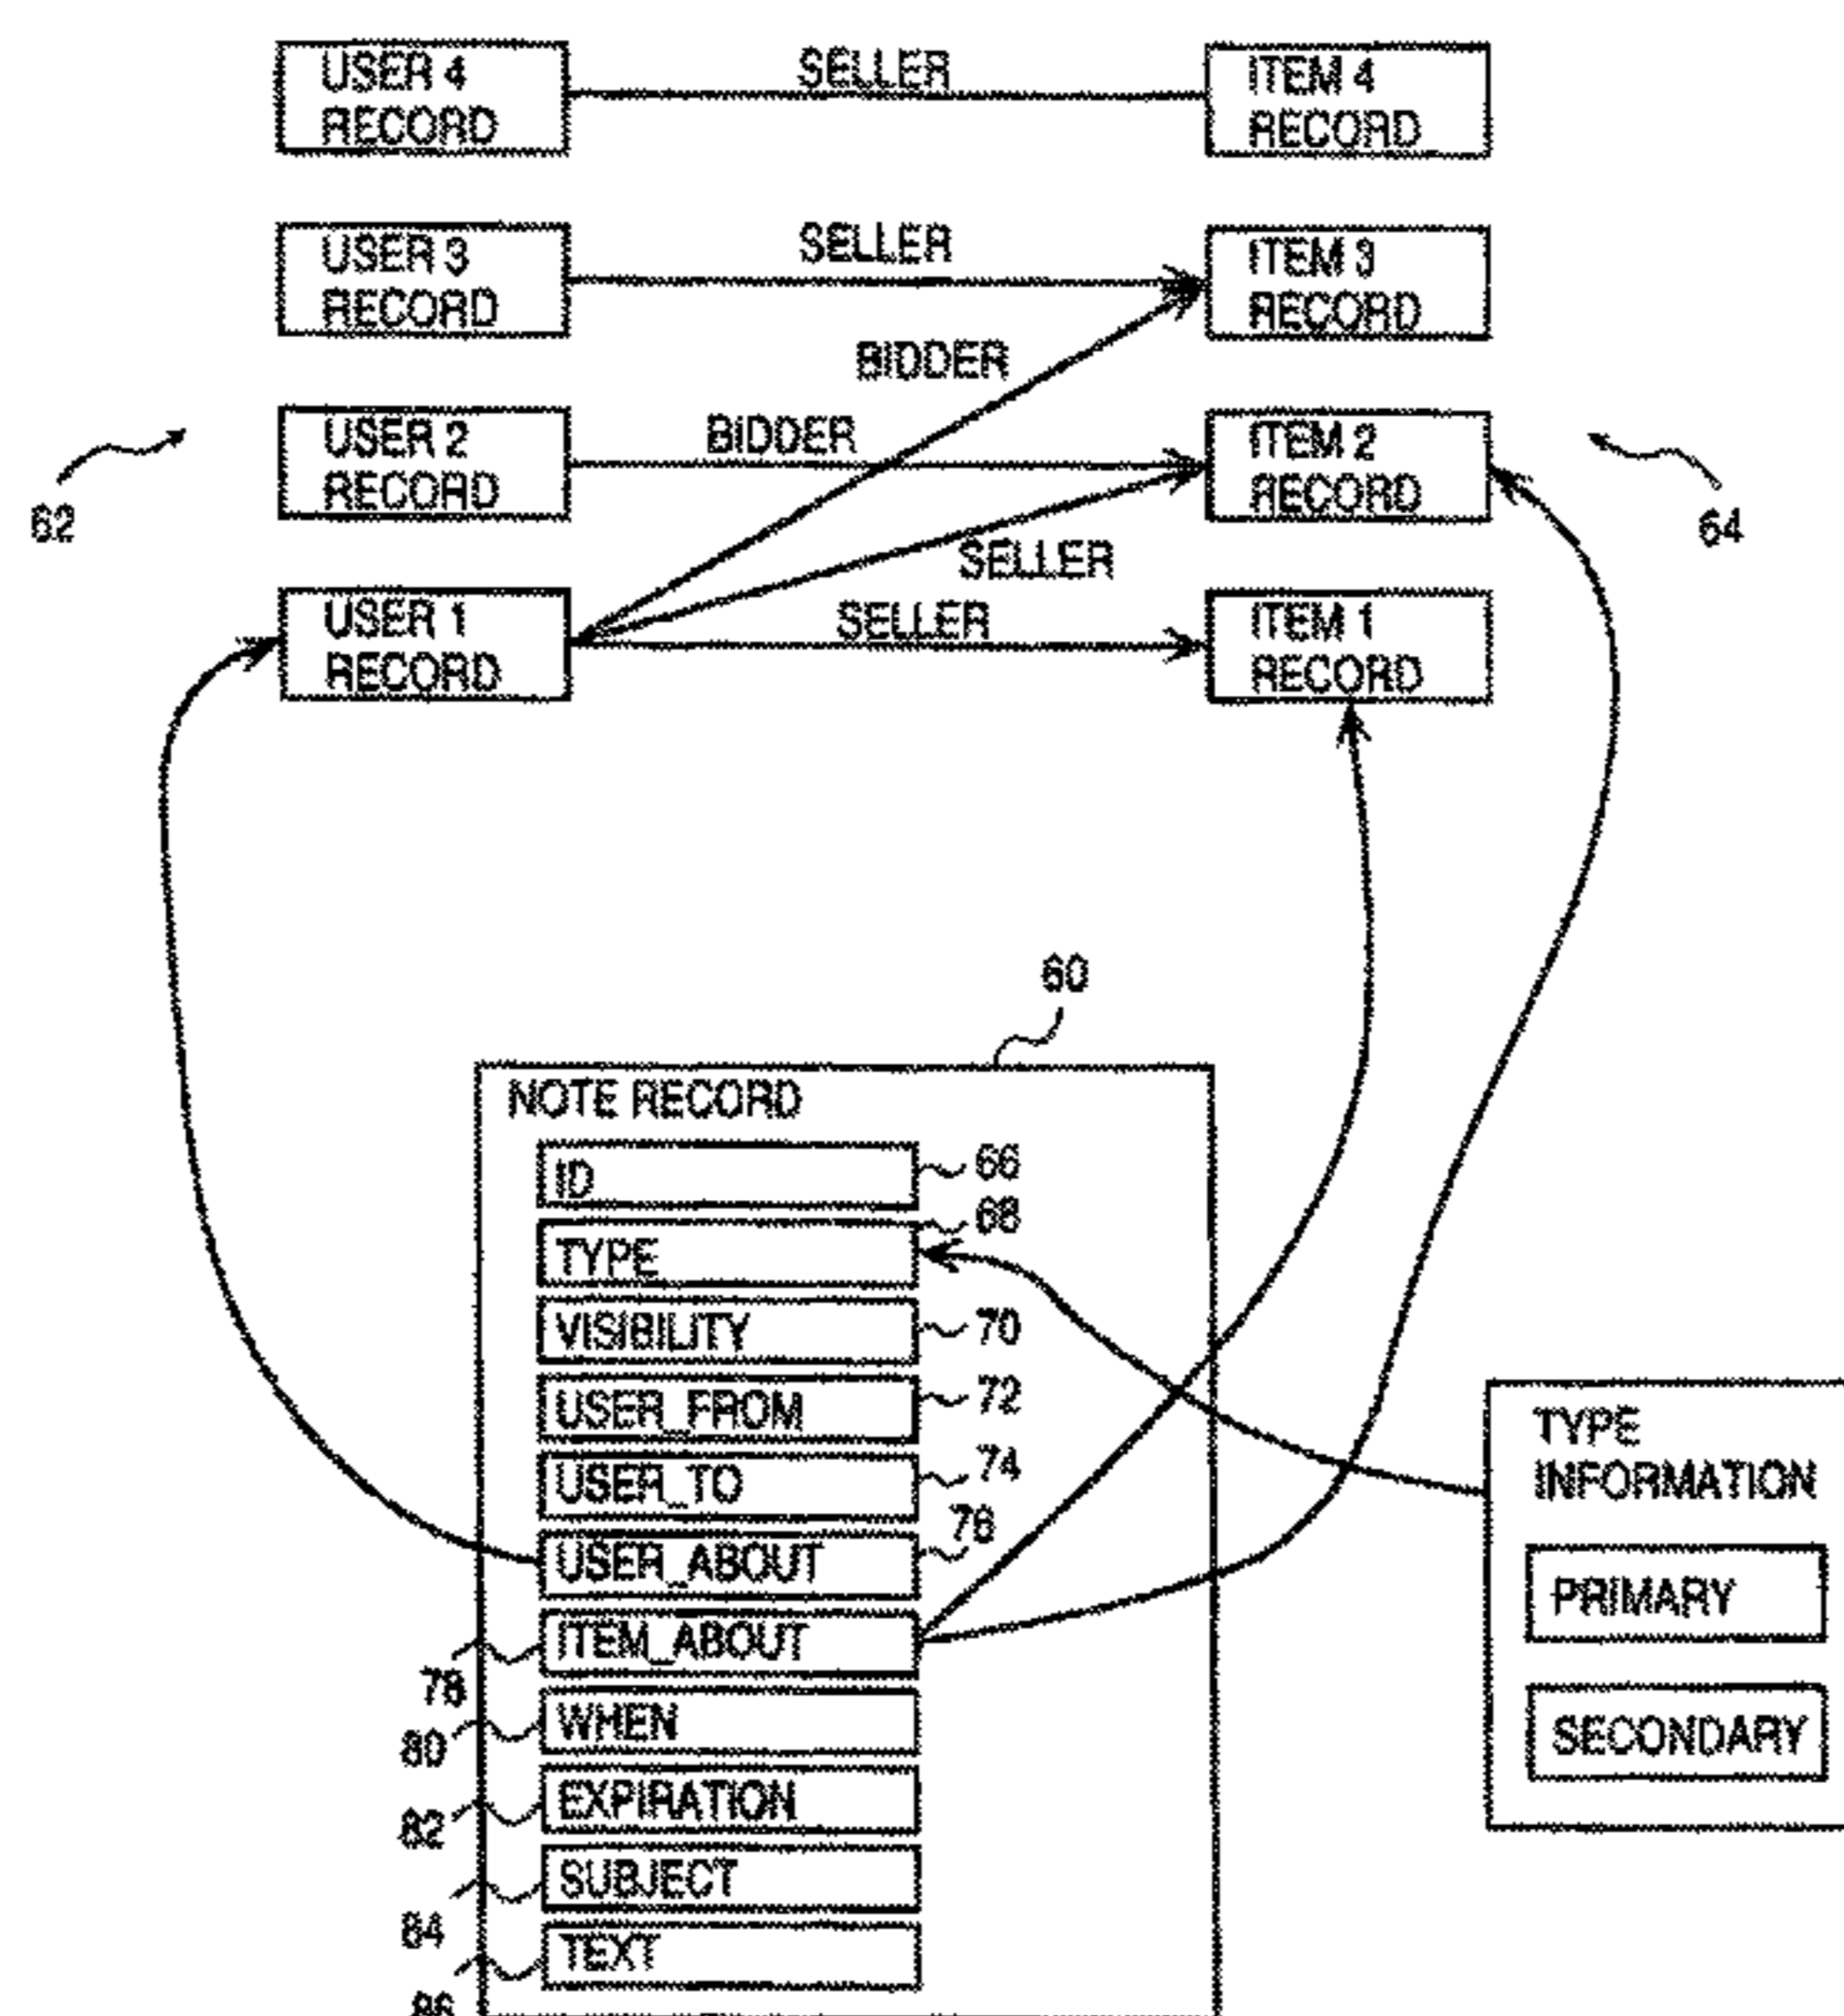 USER 4
RECORD
SELLER
ITEM 4
RECORD
USER 3
RECORD
SELLER
ITEM 3
RECORD
BIDDER
USER 2
RECORD
BIDDER
ITEM 2
RECORD
62
64
SELLER
USER 1
RECORD
SELLER
ITEM 1
RECORD
60
NOTE RECORD
ID
66
TYPE
68
VISIBILITY
70
USER_FROM
72
USER_TO
74
USER_ABOUT
76
ITEM_ABOUT
78
WHEN
80
EXPIRATION
82
SUBJECT
84
TEXT
86
TYPE
INFORMATION
PRIMARY
SECONDARY